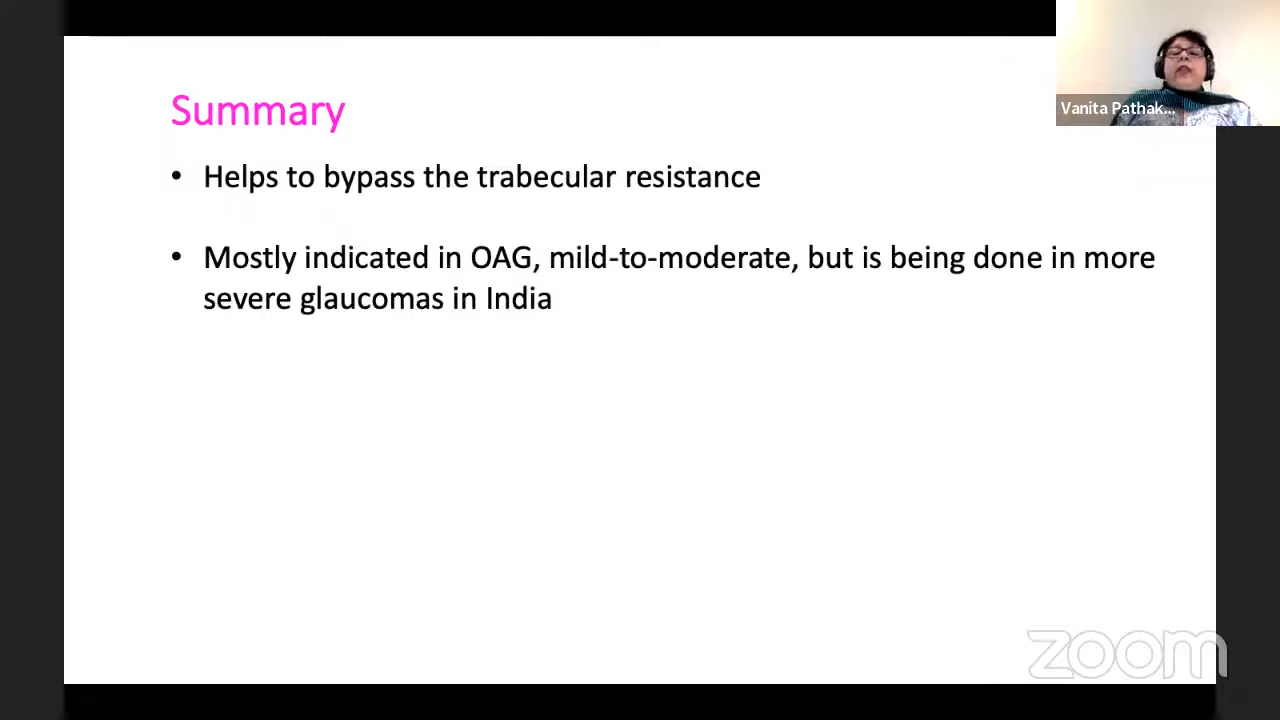 Summary
• Helps to bypass the trabecular resistance
• Mostly indicated in OAG, mild-to-moderate, but is being done in more
severe glaucomas in India
Vanita Pathak...
zoom